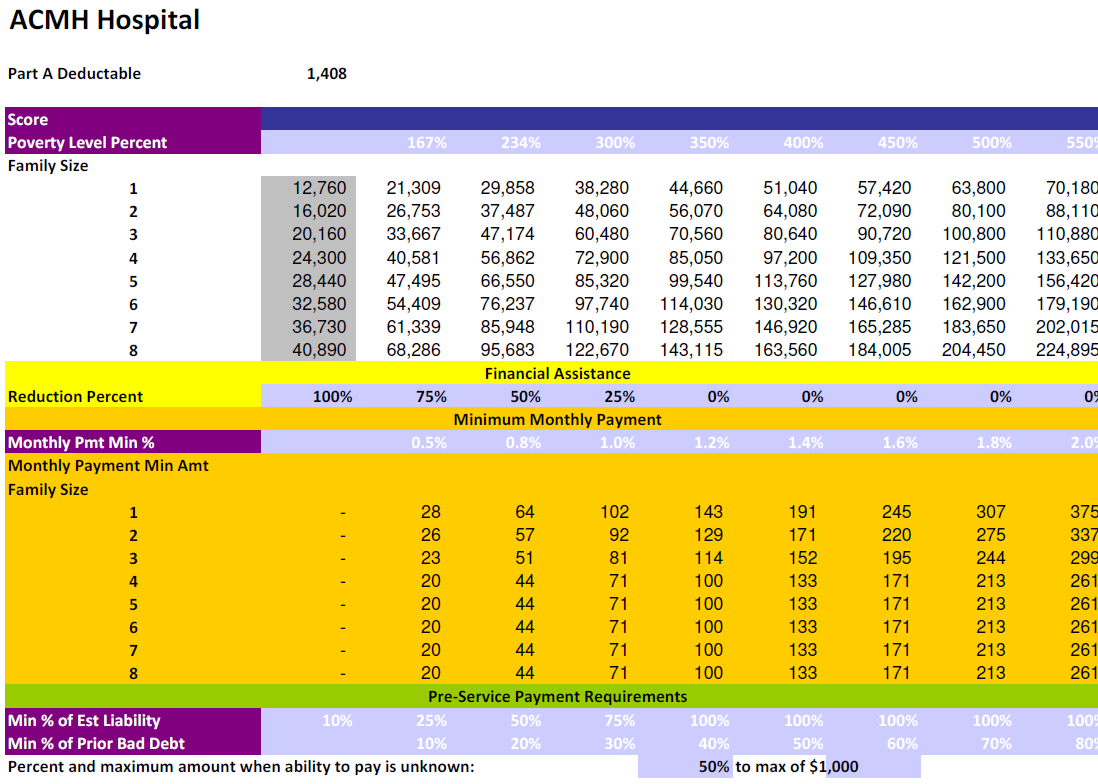 ACMH Hospital
Part A Deductable 1,408
Score
Poverty Level Percent 167% 234% 300% 350% 400% 450% 500% 550%
Family Size
1 12,760 21,309 29,858 38,280 44,660 51,040 57,420 63,800 70,180
2 16,020 26,753 37,487 48,060 56,070 64,080 72,090 80,100 88,110
3 20,160 33,667 47,174 60,480 70,560 80,640 90,720 100,800 110,880
4 24,300 40,581 56,862 72,900 85,050 97,200 109,350 121,500 133,650
5 28,440 47,495 66,550 85,320 99,540 113,760 127,980 142,200 156,420
6 32,580 54,409 76,237 97,740 114,030 130,320 146,610 162,900 179,190
7 36,730 61,339 85,948 110,190 128,555 146,920 165,285 183,650 202,015
8 40,890 68,286 95,683 122,670 143,115 163,560 184,005 204,450 224,895
Financial Assistance
Reduction Percent 100% 75% 50% 25% 0% 0% 0% 0% 0%
Minimum Monthly Payment
Monthly Pmt Min % 0.5% 0.8% 1.0% 1.2% 1.4% 1.6% 1.8% 2.0%
Monthly Payment Min Amt
Family Size
1 - 28 64 102 143 191 245 307 375
2 - 26 57 92 129 171 220 275 337
3 - 23 51 81 114 152 195 244 299
4 - 20 44 71 100 133 171 213 261
5 - 20 44 71 100 133 171 213 261
6 - 20 44 71 100 133 171 213 261
7 - 20 44 71 100 133 171 213 261
8 - 20 44 71 100 133 171 213 261
Pre-Service Payment Requirements
Min % of Est Liability 10% 25% 50% 75% 100% 100% 100% 100% 100%
Min % of Prior Bad Debt 10% 20% 30% 40% 50% 60% 70% 80%
Percent and maximum amount when ability to pay is unknown: 50% to max of $1,000